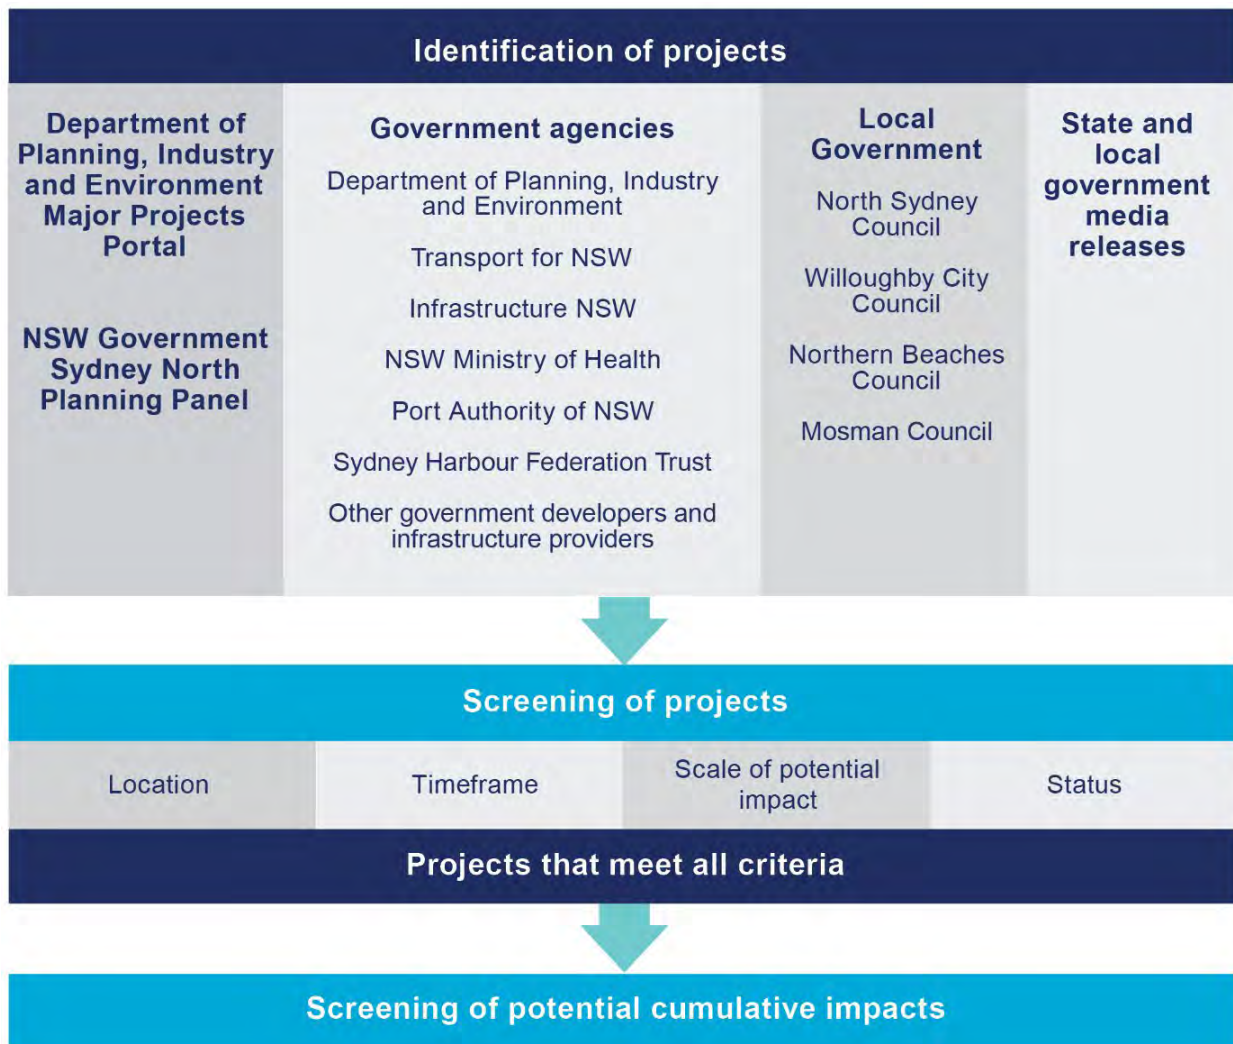 Identification of projects
Department of
Planning, Industry
and Environment
Major Projects
Portal
NSW Government
Sydney North
Planning Panel
Government agencies
Department of Planning, Industry
and Environment
Transport for NSW
Infrastructure NSW
NSW Ministry of Health
Port Authority of NSW
Sydney Harbour Federation Trust
Other government developers and
infrastructure providers
Local
Government
North Sydney
Council
Willoughby City
Council
Northern Beaches
Council
Mosman Council
State and
local
government
media
releases
Screening of projects
Location
Timeframe
Scale of potential
impact
Status
Projects that meet all criteria
Screening of potential cumulative impacts